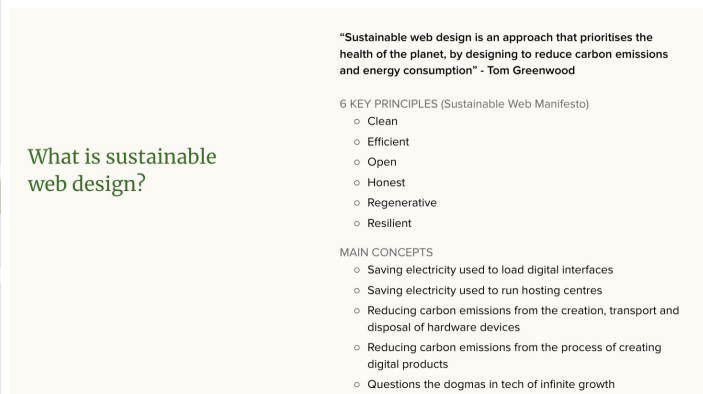 What is sustainable
web design?
“Sustainable web design is an approach that prioritises the
health of the planet, by designing to reduce carbon emissions
and energy consumption” - Tom Greenwood
6 KEY PRINCIPLES (Sustainable Web Manifesto)
Clean
Efficient
Open
Honest
Regenerative
Resilient
MAIN CONCEPTS
Saving electricity used to load digital interfaces
Saving electricity used to run hosting centres
Reducing carbon emissions from the creation, transport and
disposal of hardware devices
Reducing carbon emissions from the process of creating
digital products
Questions the dogmas in tech of infinite growth